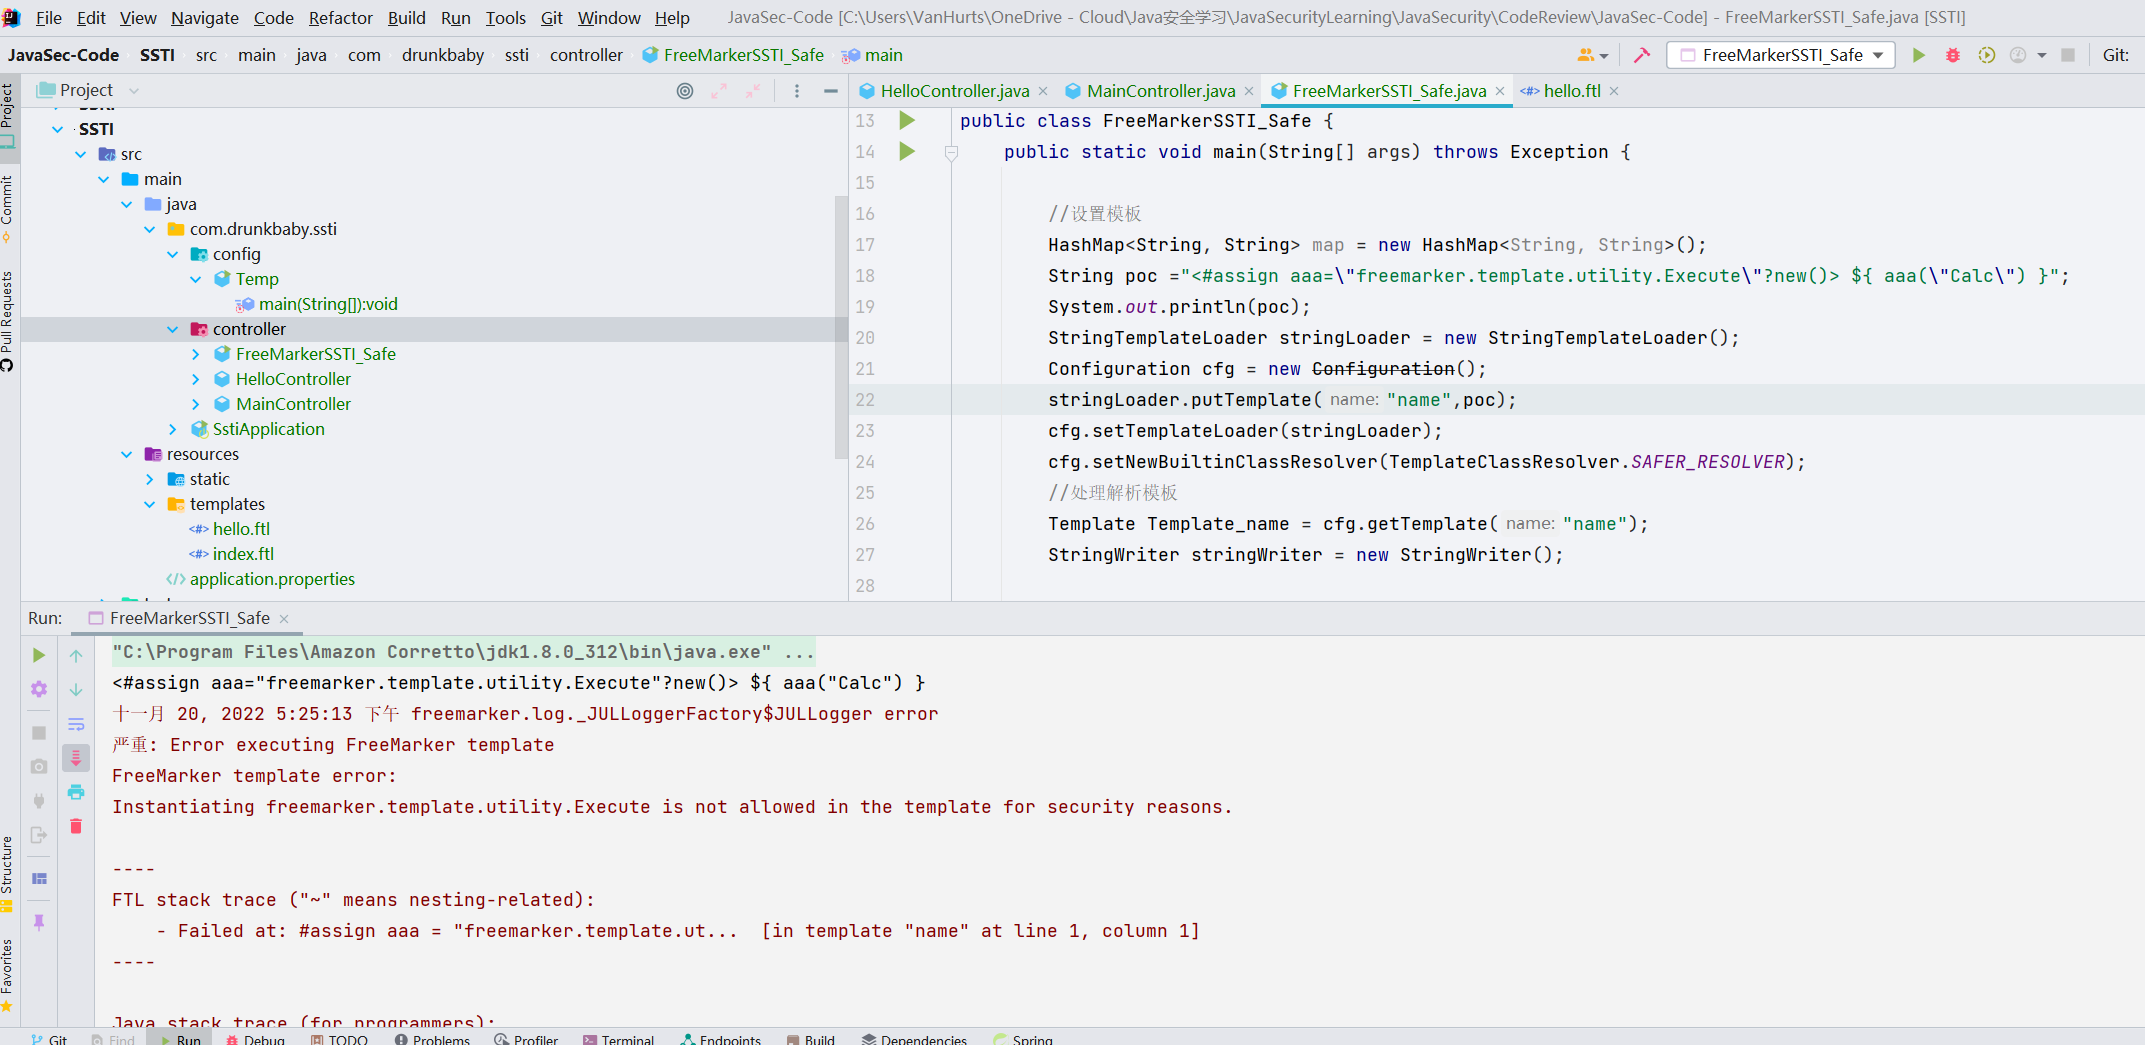 File Edit View Navigate Code Refactor Build Run Tools Git Window Help JavaSec-Code [C:\Users\VanHurts\OneDrive - Cloud\Java安全学习\JavaSecurityLearning\JavaSecurity\CodeReview\JavaSec-Code] - FreeMarkerSSTI_Safe.java [SSTI]
JavaSec-Code SSTI src main java com drunkbaby ssti controller FreeMarkerSSTI_Safe main FreeMarkerSSTI_Safe Git:
Project
HelloController.java MainController.java FreeMarkerSSTI_Safe.java hello.ftl
Project
Commit
Pull Requests
Structure
Favorites
SSTI
src
main
java
com.drunkbaby.ssti
config
Temp
main(String[]):void
controller
FreeMarkerSSTI_Safe
HelloController
MainController
SstiApplication
resources
static
templates
hello.ftl
index.ftl
application.properties
13 public class FreeMarkerSSTI_Safe {
14 public static void main(String[] args) throws Exception {
15
16 //设置模板
17 HashMap<String, String> map = new HashMap<String, String>();
18 String poc ="<#assign aaa=\"freemarker.template.utility.Execute\"?new()> ${ aaa(\"Calc\") }";
19 System.out.println(poc);
20 StringTemplateLoader stringLoader = new StringTemplateLoader();
21 Configuration cfg = new Configuration();
22 stringLoader.putTemplate( name: "name",poc);
23 cfg.setTemplateLoader(stringLoader);
24 cfg.setNewBuiltinClassResolver(TemplateClassResolver.SAFER_RESOLVER);
25 //处理解析模板
26 Template Template_name = cfg.getTemplate( name: "name");
27 StringWriter stringWriter = new StringWriter();
28
Run: FreeMarkerSSTI_Safe
"C:\Program Files\Amazon Corretto\jdk1.8.0_312\bin\java.exe" ...
<#assign aaa="freemarker.template.utility.Execute"?new()> ${ aaa("Calc") }
十一月 20, 2022 5:25:13 下午 freemarker.log._JULLoggerFactory$JULLogger error
严重: Error executing FreeMarker template
FreeMarker template error:
Instantiating freemarker.template.utility.Execute is not allowed in the template for security reasons.
----
FTL stack trace ("~" means nesting-related):
- Failed at: #assign aaa = "freemarker.template.ut... [in template "name" at line 1, column 1]
----
Java stack trace (for programmers):
Git Find Run Debug TODO Problems Profiler Terminal Endpoints Build Dependencies Spring